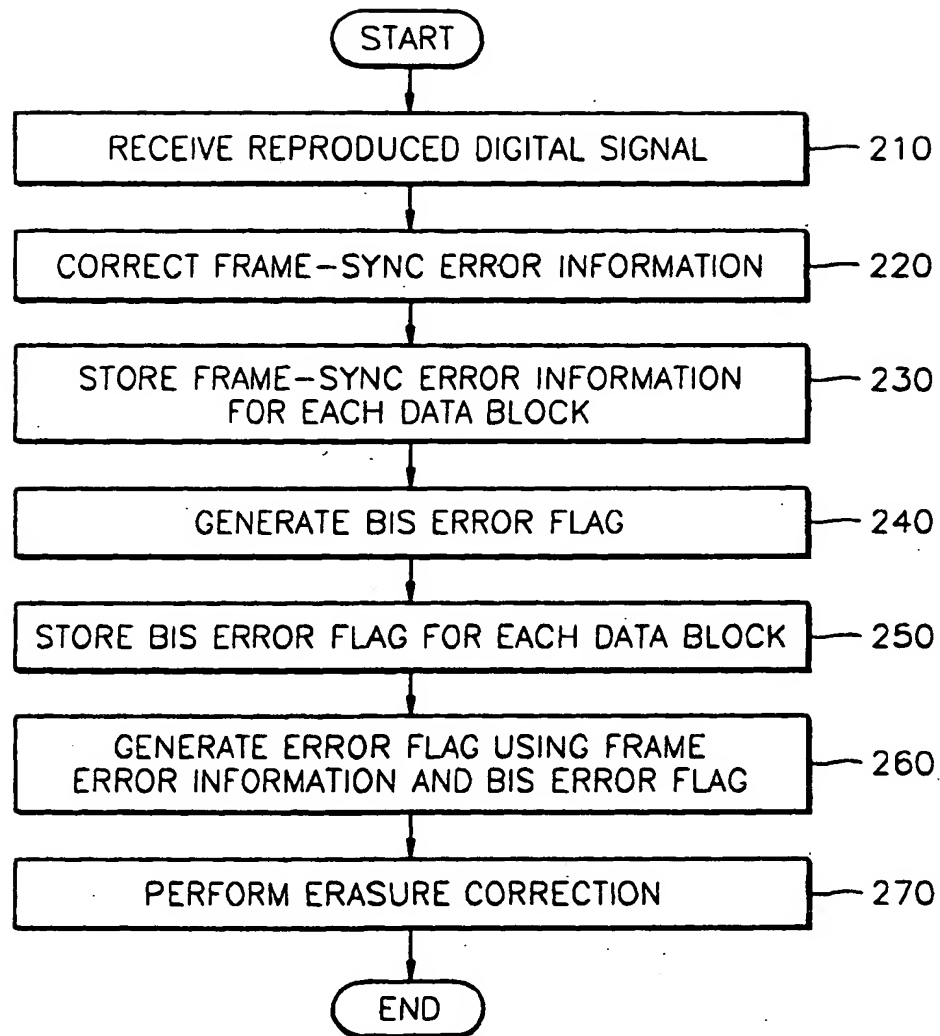 START
RECEIVE REPRODUCED DIGITAL SIGNAL
210
CORRECT FRAME-SYNC ERROR INFORMATION
220
STORE FRAME-SYNC ERROR INFORMATION
FOR EACH DATA BLOCK
230
GENERATE BIS ERROR FLAG
240
STORE BIS ERROR FLAG FOR EACH DATA BLOCK
250
GENERATE ERROR FLAG USING FRAME
ERROR INFORMATION AND BIS ERROR FLAG
260
PERFORM ERASURE CORRECTION
270
END